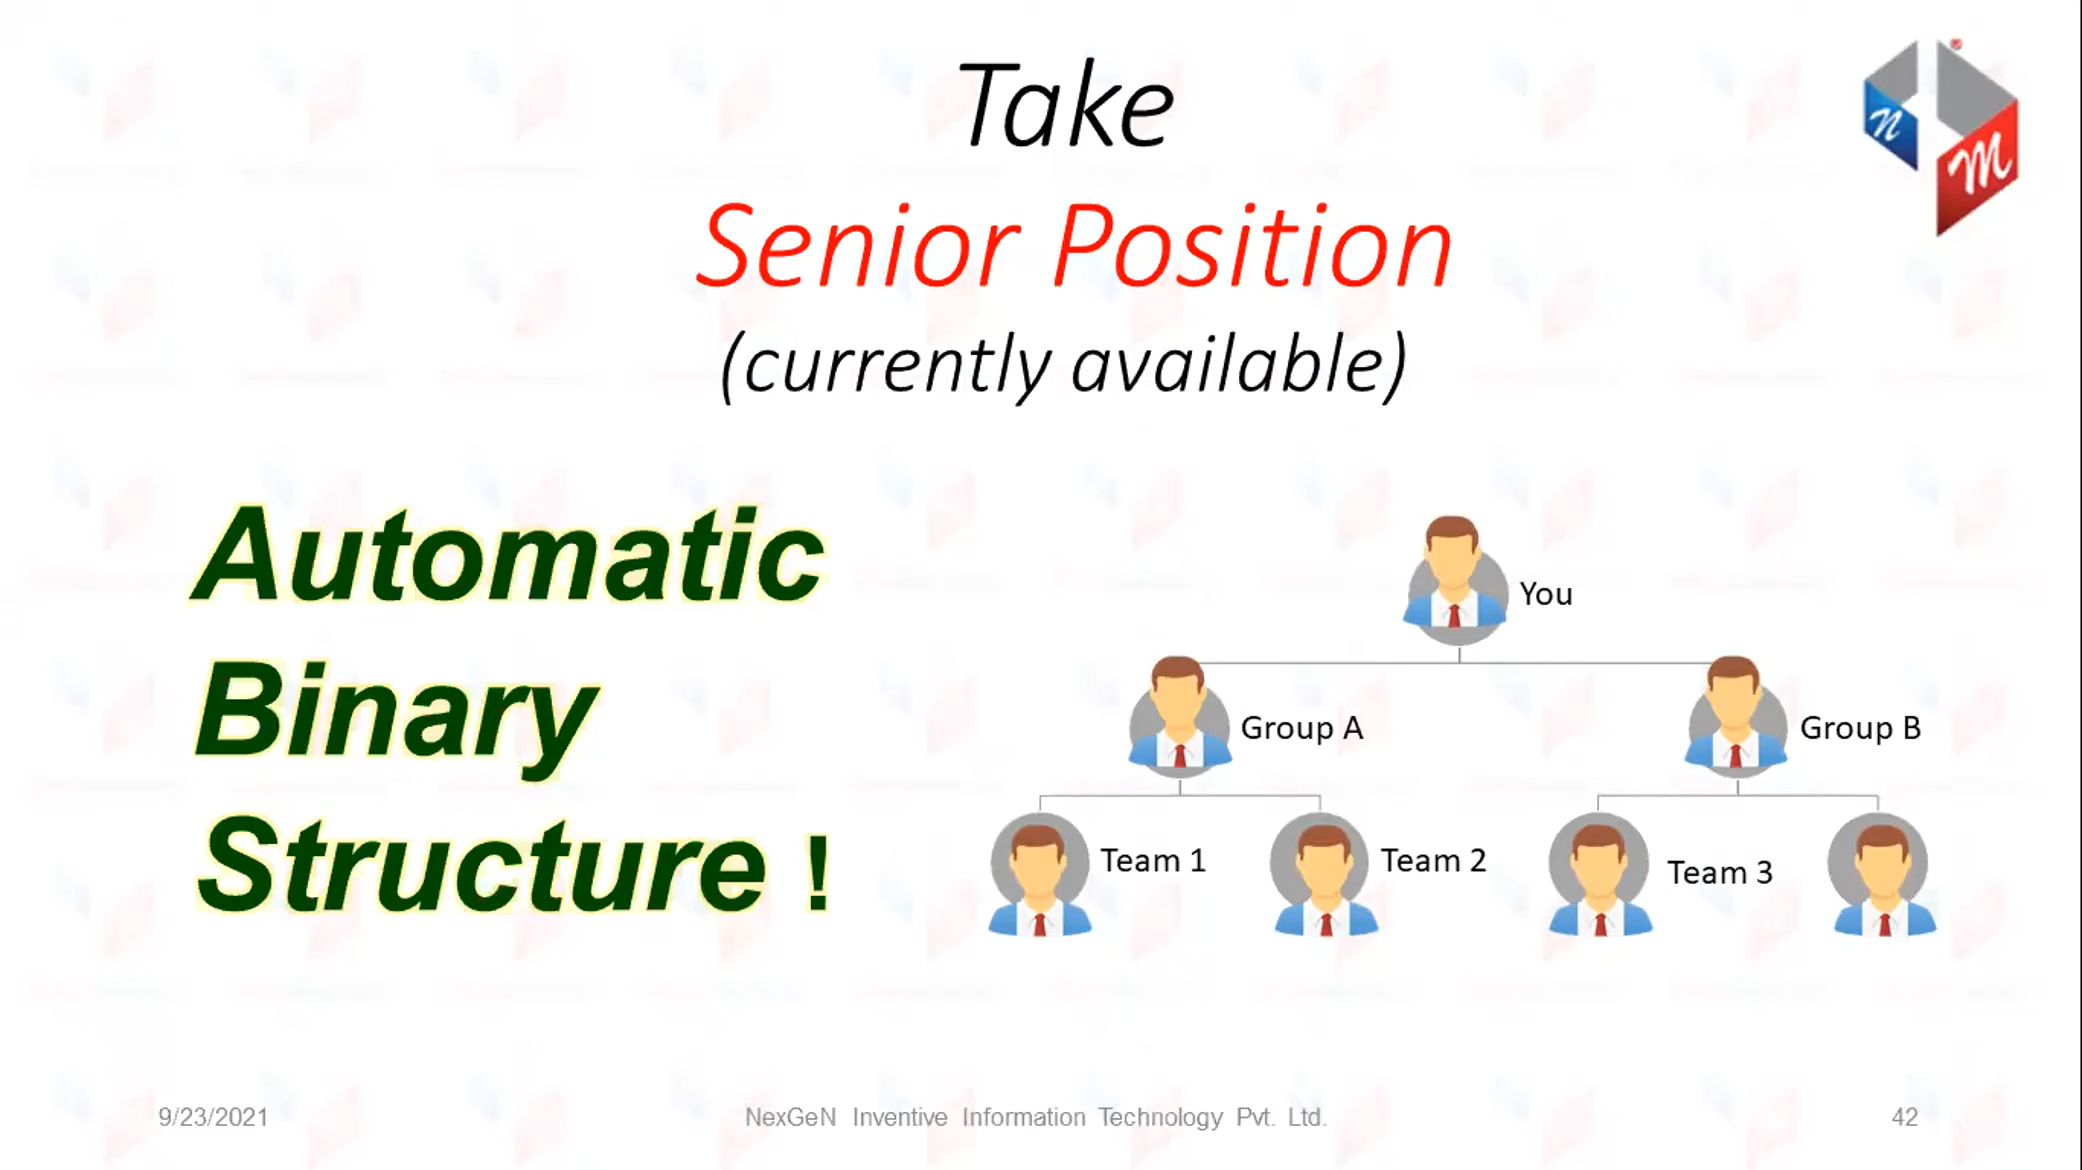 Take
Senior Position
(currently available)
n
m
®
Automatic
Binary
Structure !
You
Group A
Group B
Team 1
Team 2
Team 3
9/23/2021
NexGeN Inventive Information Technology Pvt. Ltd.
42